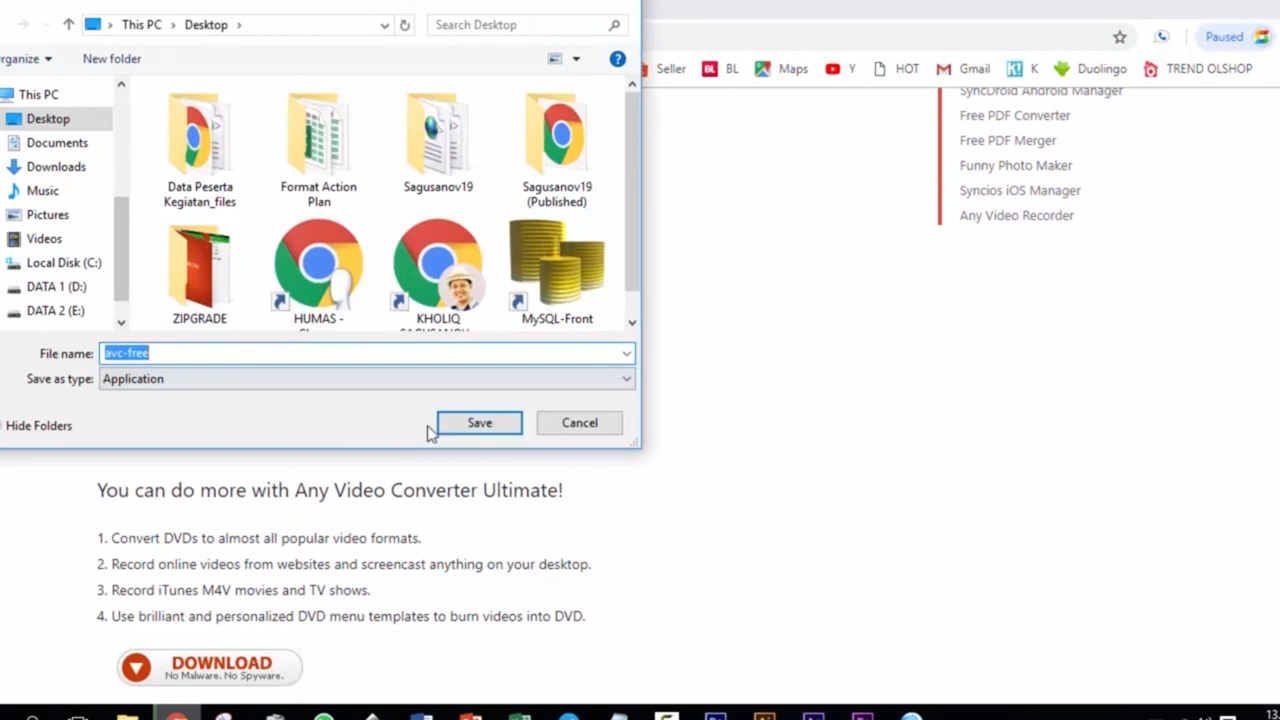 This PC
Desktop
Search Desktop
rganize
New folder
This PC
Desktop
Documents
Downloads
Music
Pictures
Videos
Local Disk (C:)
DATA 1 (D:)
DATA 2 (E:)
Data Peserta
Kegiatan_files
Format Action
Plan
Sagusanov19
Sagusanov19
(Published)
ZIPGRADE
HUMAS -
KHOLIQ
MySQL-Front
File name:
avc-free
Save as type:
Application
Hide Folders
Save
Cancel
Paused
Seller
BL
BL
Maps
Y
HOT
Gmail
K
Duolingo
TREND OLSHOP
SyncDroid Android Manager
Free PDF Converter
Free PDF Merger
Funny Photo Maker
Syncios iOS Manager
Any Video Recorder
You can do more with Any Video Converter Ultimate!
1. Convert DVDs to almost all popular video formats.
2. Record online videos from websites and screencast anything on your desktop.
3. Record iTunes M4V movies and TV shows.
4. Use brilliant and personalized DVD menu templates to burn videos into DVD.
DOWNLOAD
No Malware. No Spyware.